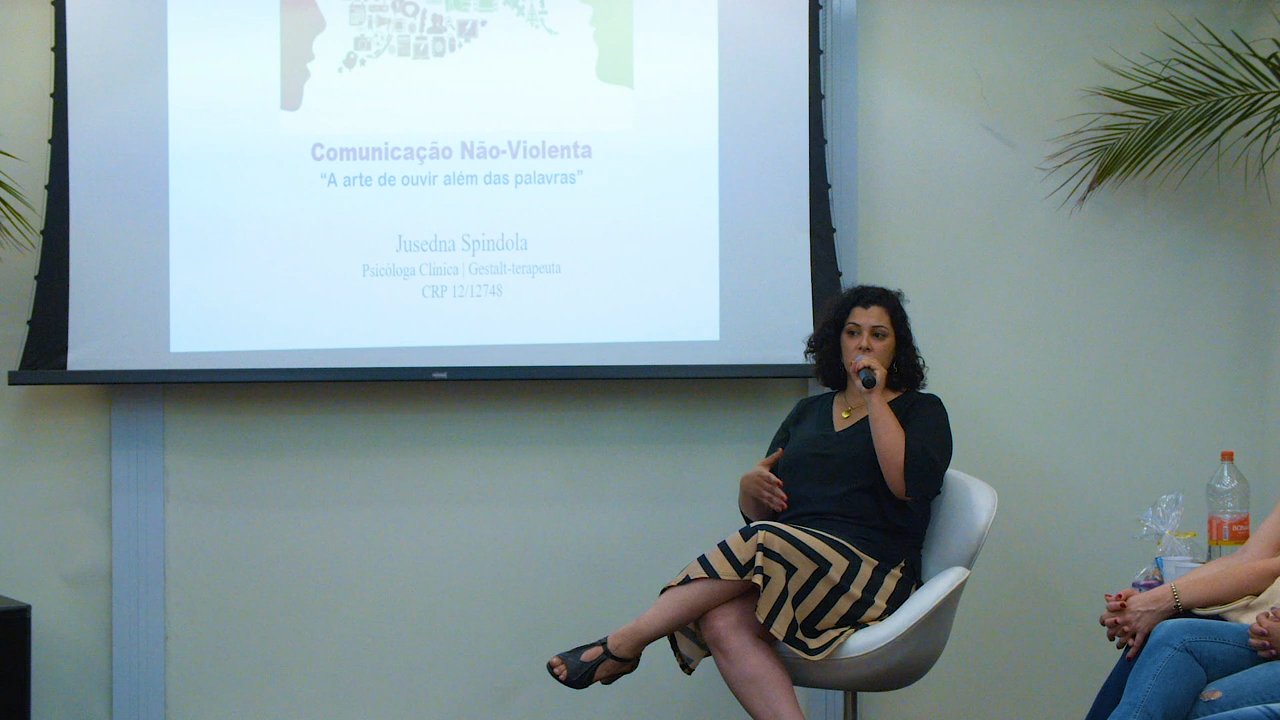 Comunicação Não-Violenta
“A arte de ouvir além das palavras”
Jusedna Spindola
Psicóloga Clínica | Gestalt-terapeuta
CRP 12/12748